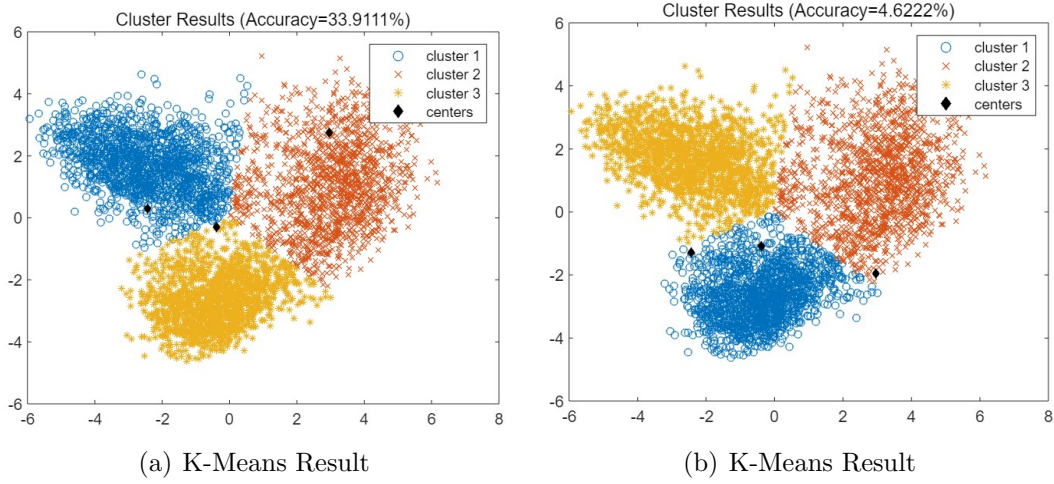 Cluster Results (Accuracy=33.9111%)
6
4
2
0
-2
-4
-6
-6
-4
-2
0
2
4
6
8
cluster 1
cluster 2
cluster 3
centers
(a) K-Means Result
Cluster Results (Accuracy=4.6222%)
6
4
2
0
-2
-4
-6
-6
-4
-2
0
2
4
6
8
cluster 1
cluster 2
cluster 3
centers
(b) K-Means Result